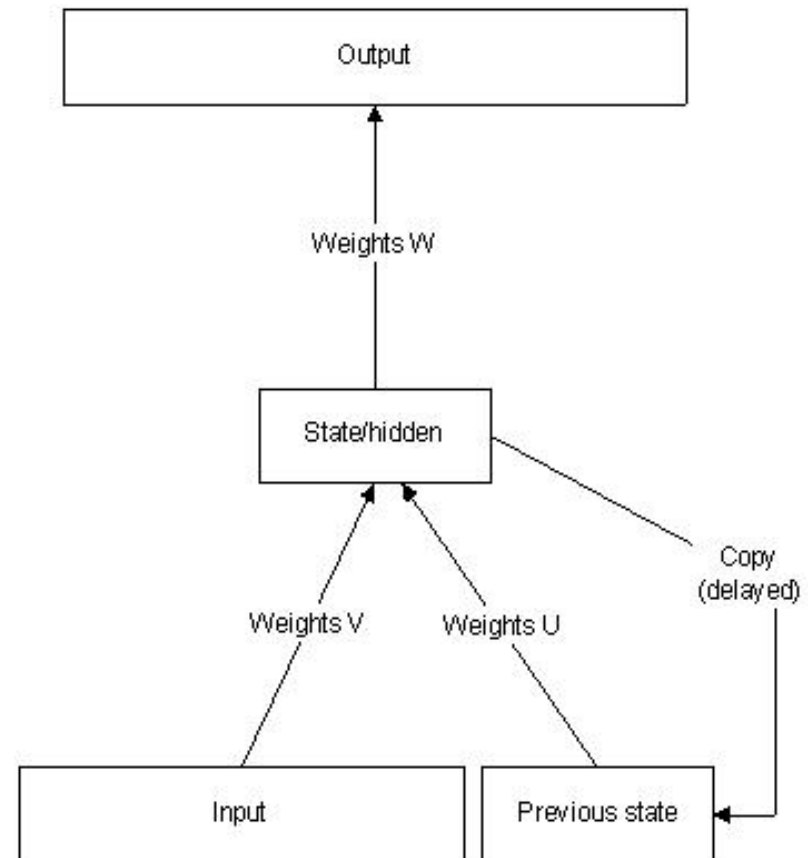 Output
Weights W
State/hidden
Copy
(delayed)
Weights V
Weights U
Input
Previous state